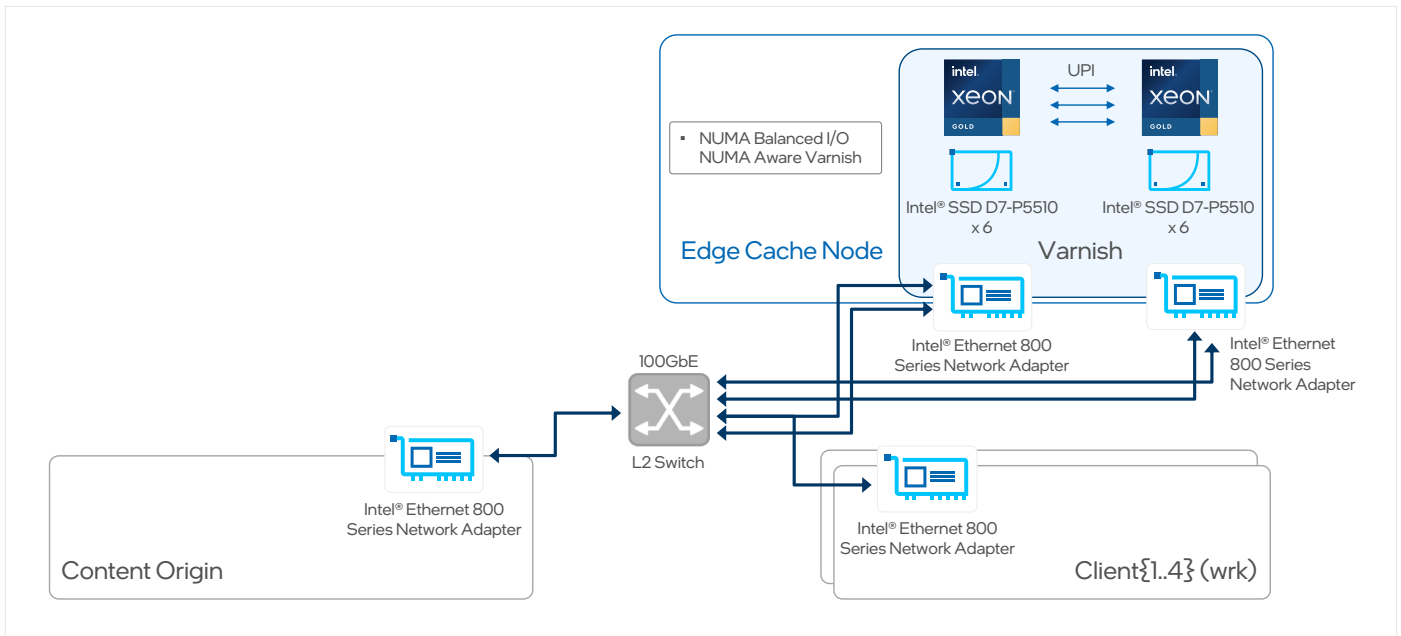 intel.
xeon
GOLD
UPI
intel.
xeon
GOLD
▪ NUMA Balanced I/O
NUMA Aware Varnish
Intel® SSD D7-P5510
x 6
Intel® SSD D7-P5510
x 6
Edge Cache Node
Varnish
Intel® Ethernet 800
Series Network Adapter
Intel® Ethernet
800 Series
Network Adapter
100GbE
L2 Switch
Intel® Ethernet 800
Series Network Adapter
Content Origin
Intel® Ethernet 800
Series Network Adapter
Client{1..4} (wrk)